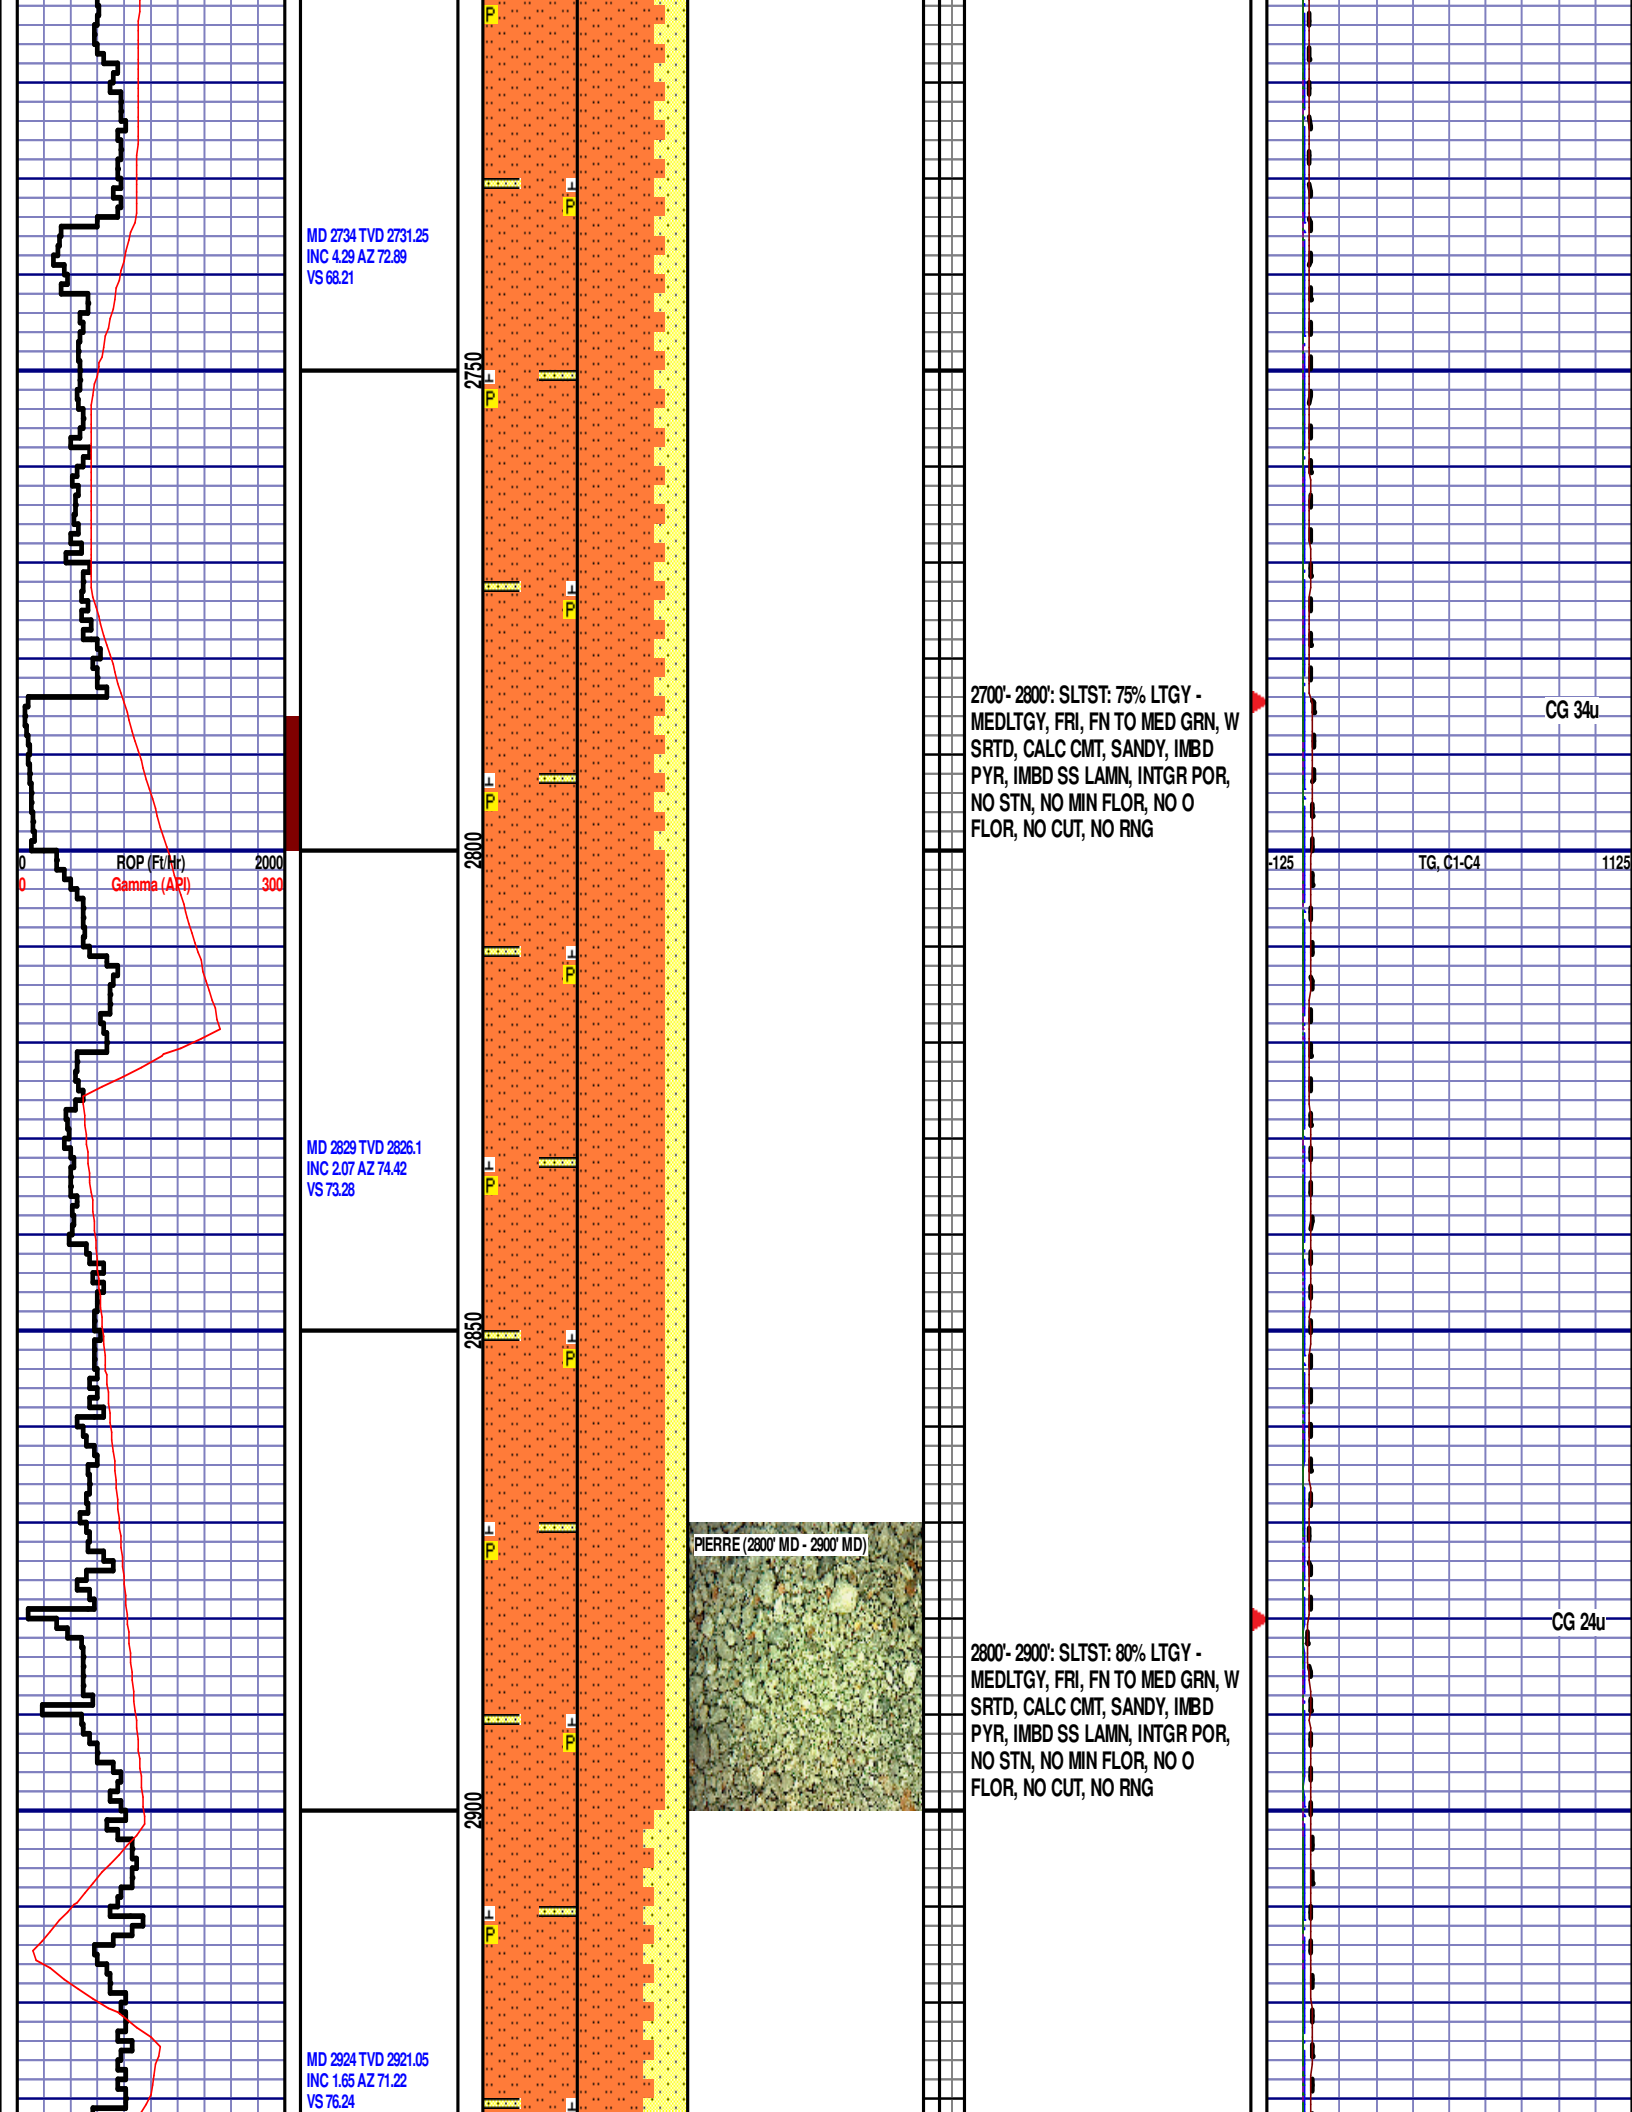 P
P
MD 2734 TVD 2731.25
INC 4.29 AZ 72.89
VS 68.21
2750
P
P
2700'- 2800': SLTST: 75% LTGY -
MEDLTGY, FRI, FN TO MED GRN, W
SRTD, CALC CMT, SANDY, IMBD
PYR, IMBD SS LAMN, INTGR POR,
NO STN, NO MIN FLOR, NO O
FLOR, NO CUT, NO RNG
CG 34u
P
2800
0 ROP (Ft/Hr) 2000
0 Gamma (API) 300
-125 TG, C1-C4 1125
P
MD 2829 TVD 2826.1
INC 2.07 AZ 74.42
VS 73.28
P
2850
P
P
PIERRE (2800' MD - 2900' MD)
CG 24u
2800'- 2900': SLTST: 80% LTGY -
MEDLTGY, FRI, FN TO MED GRN, W
SRTD, CALC CMT, SANDY, IMBD
PYR, IMBD SS LAMN, INTGR POR,
NO STN, NO MIN FLOR, NO O
FLOR, NO CUT, NO RNG
P
2900
P
MD 2924 TVD 2921.05
INC 1.65 AZ 71.22
VS 76.24